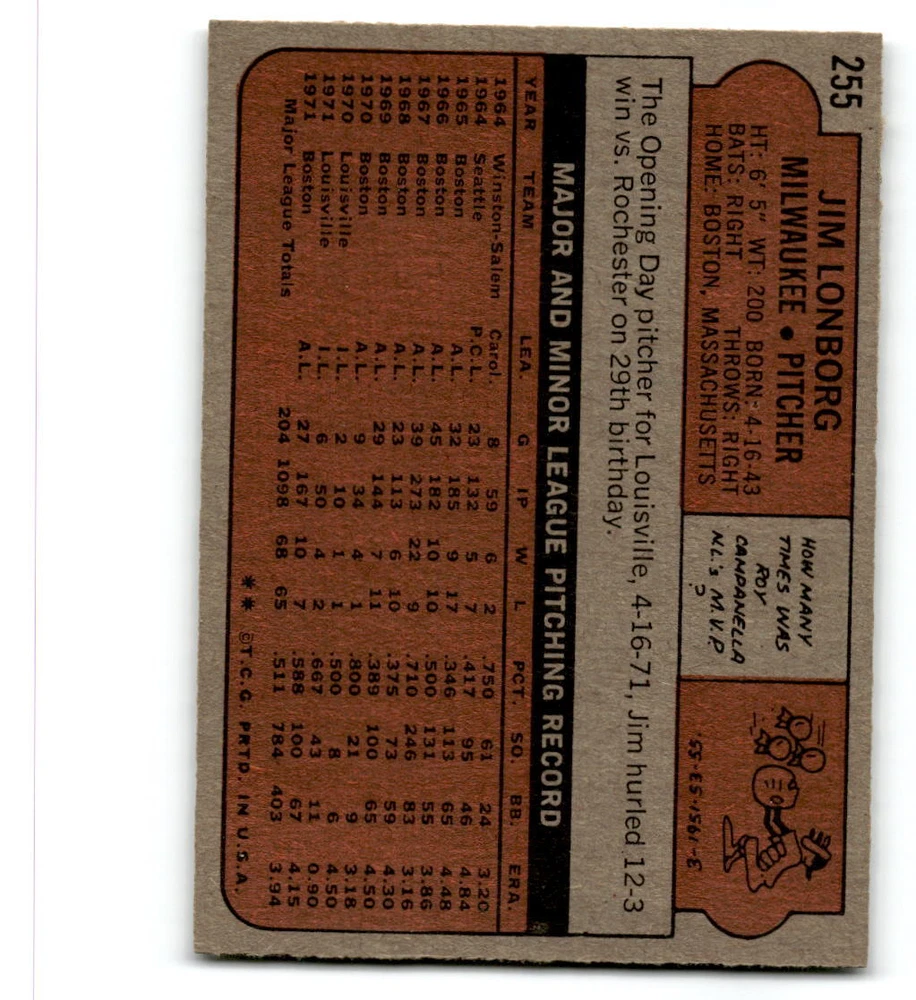 255
JIM LONBORG
MILWAUKEE • PITCHER
HT: 6' 5" WT: 200 BORN: 4-16-43
BATS: RIGHT THROWS: RIGHT
HOME: BOSTON, MASSACHUSETTS
HOW MANY
TIMES WAS
ROY
CAMPANELLA
N.L.'s M.V.P.
?
3-1951-53-55.
The Opening Day pitcher for Louisville, 4-16-71, Jim hurled 12-3
win vs. Rochester on 29th birthday.
MAJOR AND MINOR LEAGUE PITCHING RECORD
YEAR TEAM LEA. G IP W L PCT. SO. BB. ERA.
1964 Winston-Salem Carol. 8 59 6 2 .750 61 24 3.20
1964 Seattle P.C.L. 23 132 5 7 .417 95 46 4.84
1965 Boston A.L. 32 185 9 17 .346 113 65 4.48
1966 Boston A.L. 45 182 10 10 .500 131 55 3.86
1967 Boston A.L. 39 273 22 9 .710 246 83 3.16
1968 Boston A.L. 23 113 6 10 .375 73 59 4.30
1969 Boston A.L. 29 144 7 11 .389 100 65 4.50
1970 Boston A.L. 9 34 4 1 .800 21 9 3.18
1970 Louisville I.L. 2 10 1 1 .500 8 6 4.50
1971 Louisville I.L. 6 50 4 2 .667 43 11 0.90
1971 Boston A.L. 27 167 10 7 .588 100 67 4.15
Major League Totals 204 1098 68 65 .511 784 403 3.94
** ©T.C.G. PRTD. IN U.S.A.